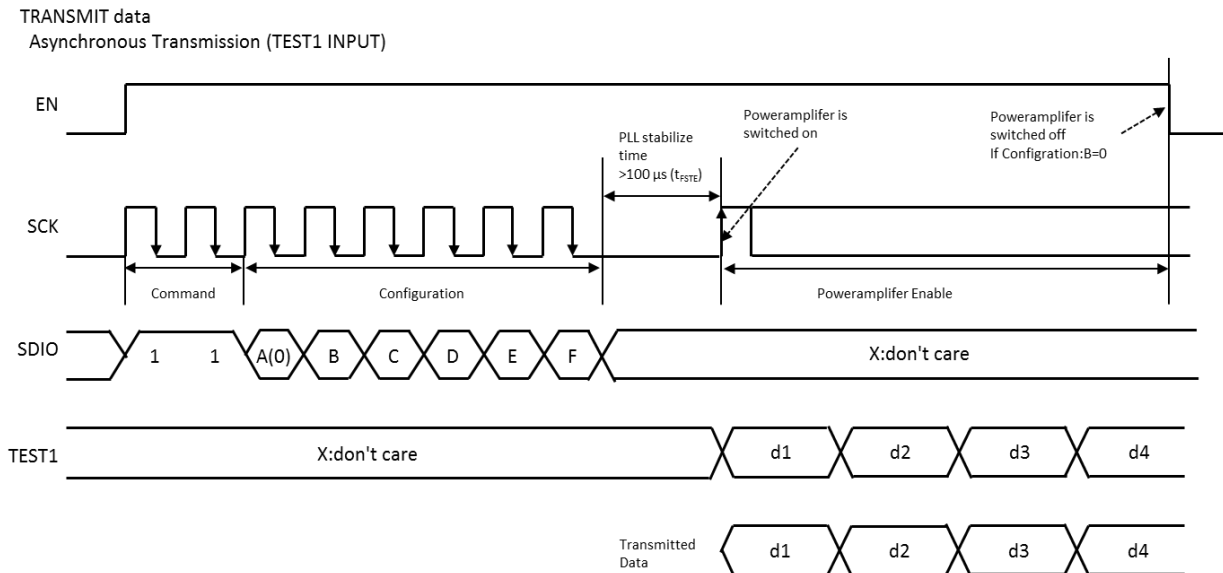 TRANSMIT data
Asynchronous Transmission (TEST1 INPUT)
EN
Poweramplifer is
switched on
Poweramplifer is
switched off
If Configration:B=0
PLL stabilize
time
>100 µs (tFSTE)
SCK
Command
Configuration
Poweramplifer Enable
SDIO
1 1 A(0) B C D E F X:don't care
TEST1
X:don't care d1 d2 d3 d4
Transmitted
Data
d1 d2 d3 d4